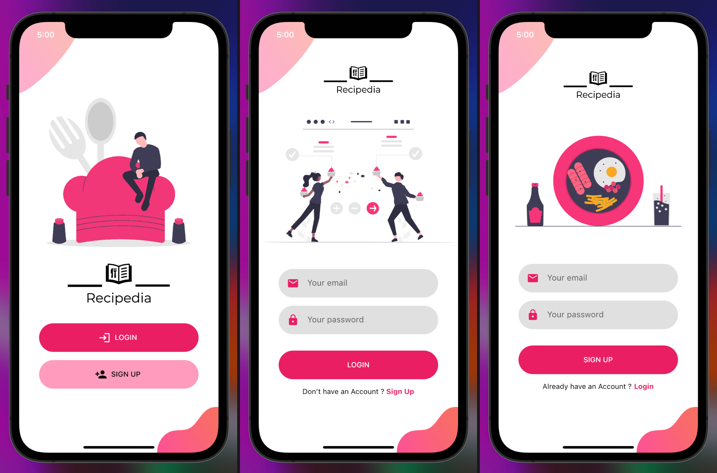 5:00
Recipedia
LOGIN
SIGN UP
5:00
Recipedia
Your email
Your password
LOGIN
Don't have an Account ? Sign Up
5:00
Recipedia
Your email
Your password
SIGN UP
Already have an Account ? Login